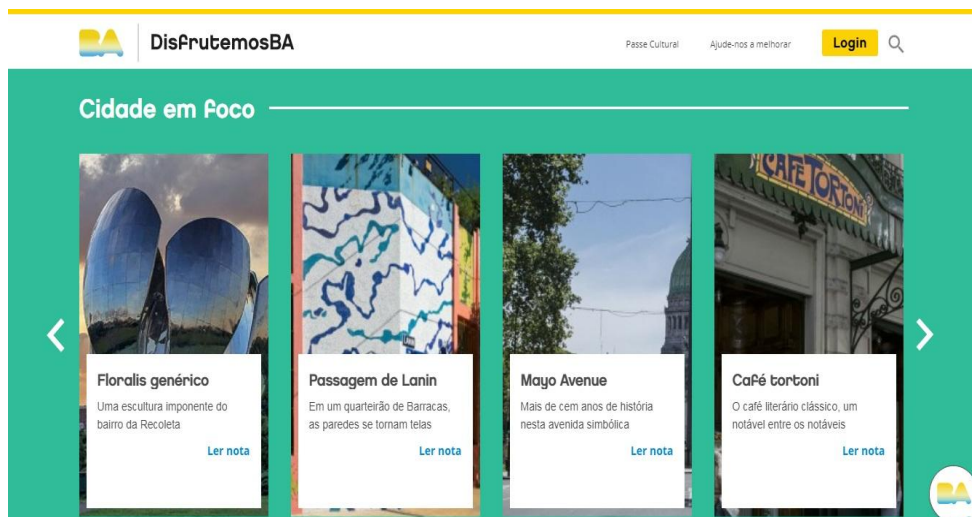 BA
DisfrutemosBA
Passe Cultural
Ajude-nos a melhorar
Login
Cidade em foco
CAFÉ TORTONI
Floralis genérico
Uma escultura imponente do
bairro da Recoleta
Ler nota
Passagem de Lanin
Em um quarteirão de Barracas,
as paredes se tornam telas
Ler nota
Mayo Avenue
Mais de cem anos de história
nesta avenida simbólica
Ler nota
Café tortoni
O café literário clássico, um
notável entre os notáveis
Ler nota
BA